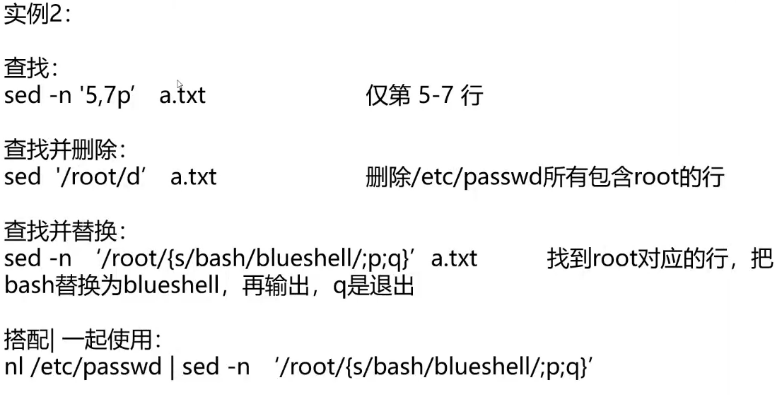 实例2：
查找：
sed -n '5,7p’ a.txt 仅第 5-7 行
查找并删除：
sed '/root/d’ a.txt 删除/etc/passwd所有包含root的行
查找并替换：
sed -n ‘/root/{s/bash/blueshell/;p;q}’ a.txt 找到root对应的行，把
bash替换为blueshell，再输出，q是退出
搭配| 一起使用：
nl /etc/passwd | sed -n ‘/root/{s/bash/blueshell/;p;q}’